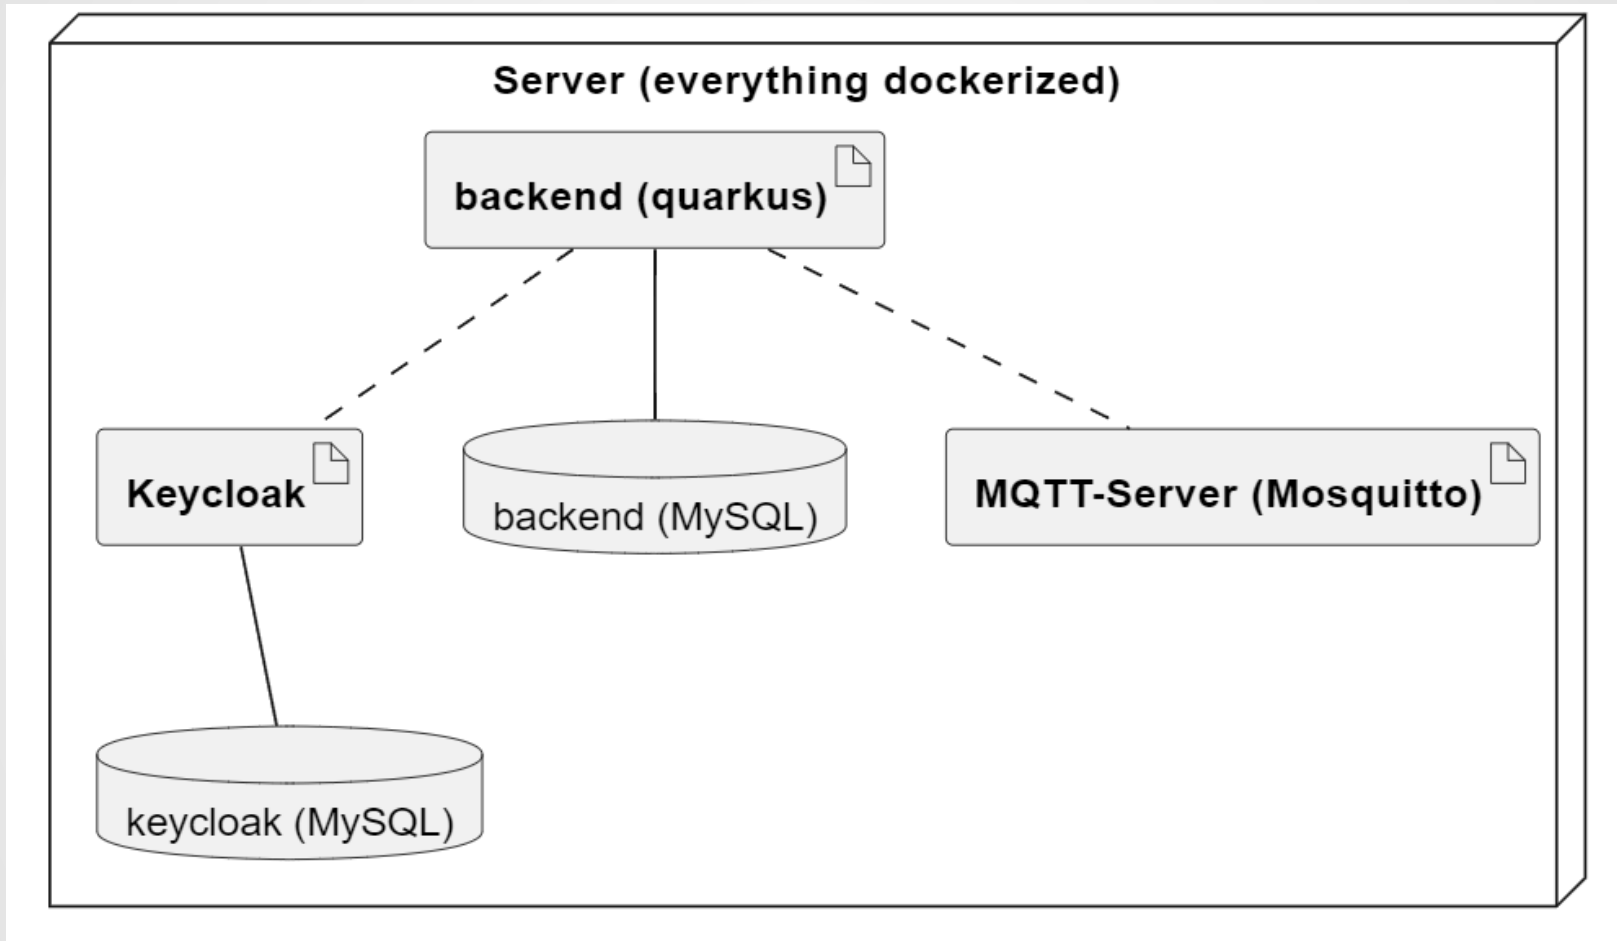 Server (everything dockerized)
backend (quarkus)
Keycloak
backend (MySQL)
MQTT-Server (Mosquitto)
keycloak (MySQL)